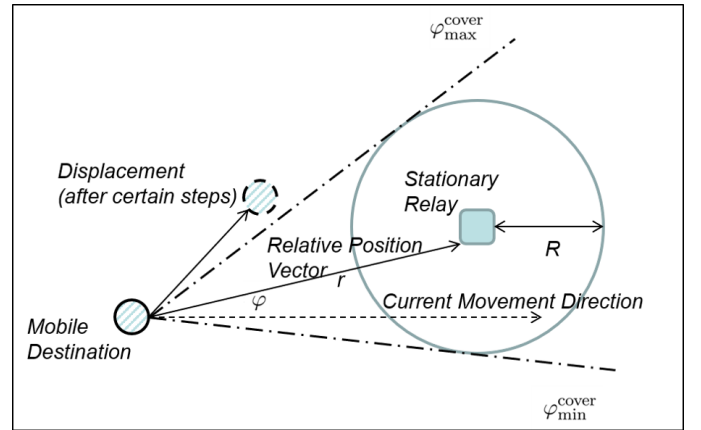 φ_max^cover
Displacement
(after certain steps)
Stationary
Relay
R
Relative Position
Vector
r
φ
Current Movement Direction
Mobile
Destination
φ_min^cover